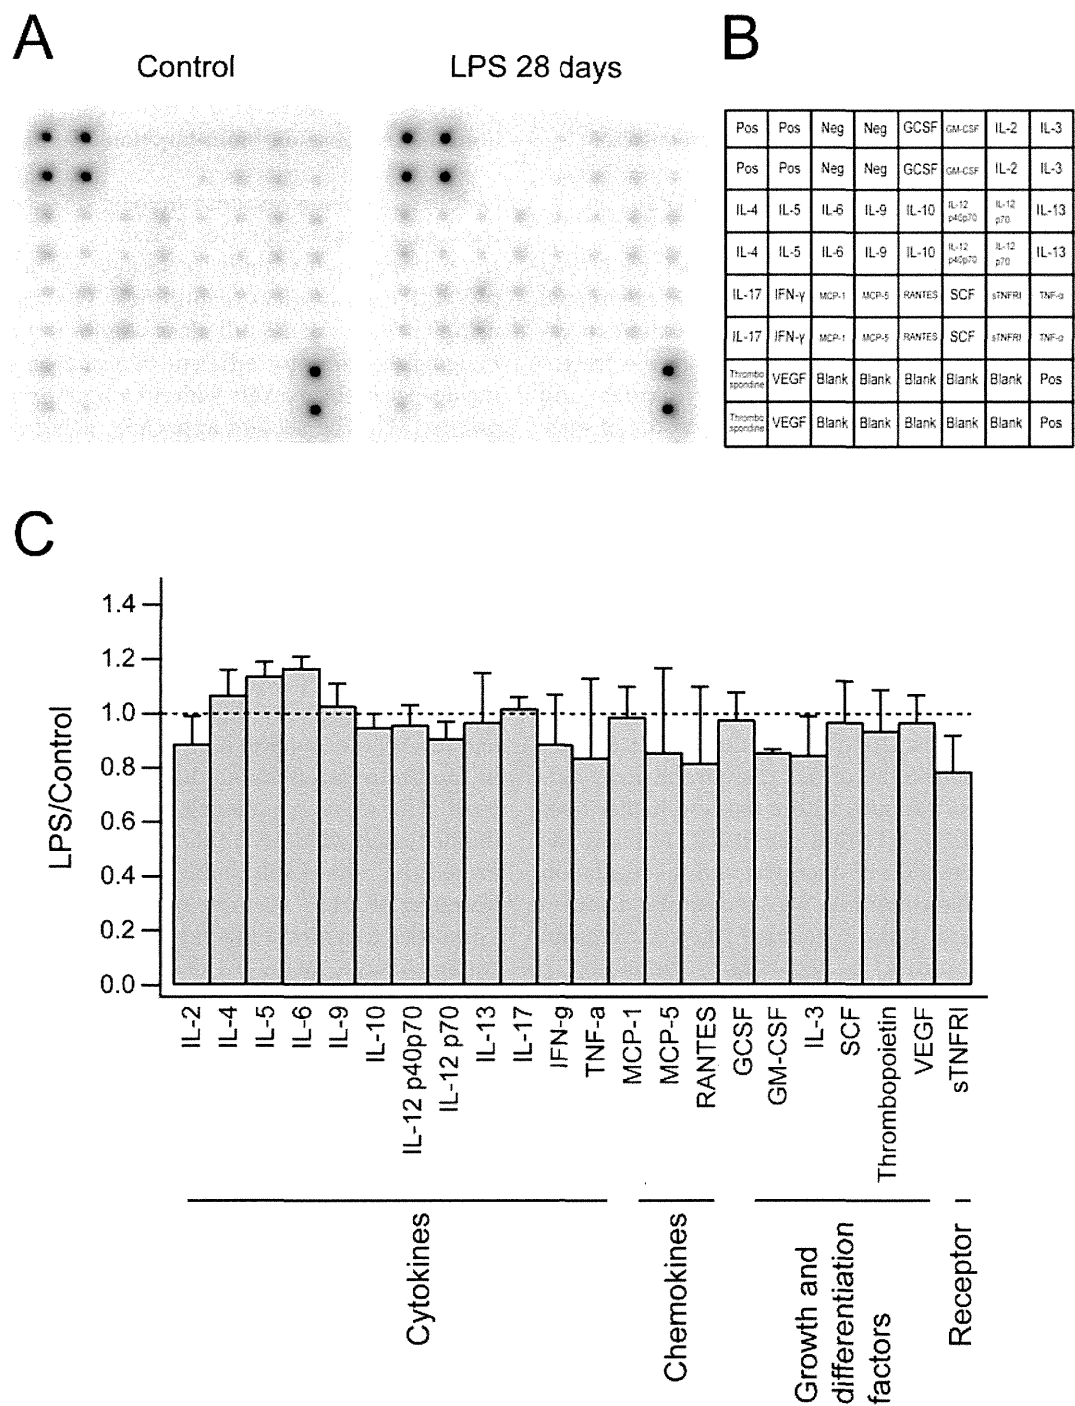 A
B
Control
LPS 28 days
Pos Pos Neg Neg GCSF GM-CSF IL-2 IL-3
Pos Pos Neg Neg GCSF GM-CSF IL-2 IL-3
IL-4 IL-5 IL-6 IL-9 IL-10 IL-12 p40p70 IL-12 p70 IL-13
IL-4 IL-5 IL-6 IL-9 IL-10 IL-12 p40p70 IL-12 p70 IL-13
IL-17 IFN-γ MCP-1 MCP-5 RANTES SCF sTNFRI TNF-α
IL-17 IFN-γ MCP-1 MCP-5 RANTES SCF sTNFRI TNF-α
Thrombo spondine VEGF Blank Blank Blank Blank Blank Pos
Thrombo spondine VEGF Blank Blank Blank Blank Blank Pos
C
LPS/Control
1.4
1.2
1.0
0.8
0.6
0.4
0.2
0.0
IL-2
IL-4
IL-5
IL-6
IL-9
IL-10
IL-12 p40p70
IL-12 p70
IL-13
IL-17
IFN-g
TNF-a
MCP-1
MCP-5
RANTES
GCSF
GM-CSF
IL-3
SCF
Thrombopoietin
VEGF
sTNFRI
Cytokines
Chemokines
Growth and
differentiation
factors
Receptor